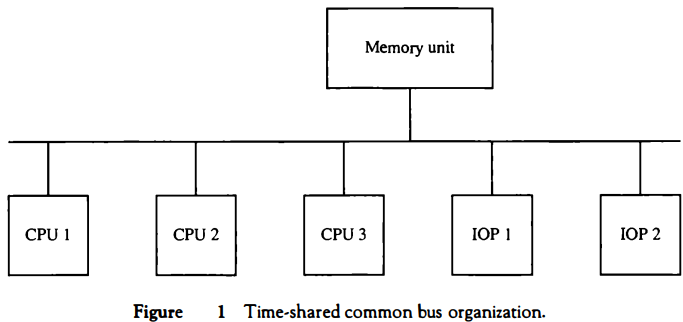 Memory unit
CPU 1
CPU 2
CPU 3
IOP 1
IOP 2
Figure 1 Time-shared common bus organization.